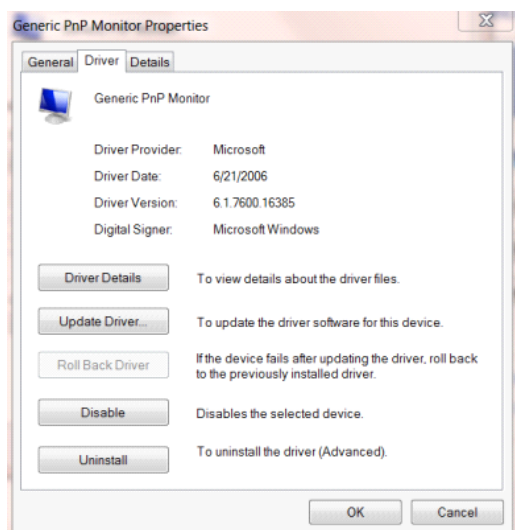 Generic PnP Monitor Properties
General Driver Details
Generic PnP Monitor
Driver Provider: Microsoft
Driver Date: 6/21/2006
Driver Version: 6.1.7600.16385
Digital Signer: Microsoft Windows
Driver Details To view details about the driver files.
Update Driver... To update the driver software for this device.
Roll Back Driver If the device fails after updating the driver, roll back
to the previously installed driver.
Disable Disables the selected device.
Uninstall To uninstall the driver (Advanced).
OK Cancel